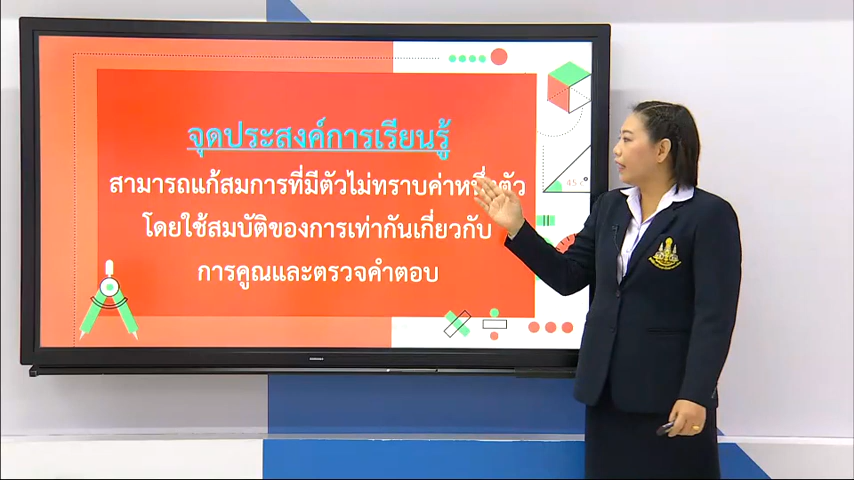 จุดประสงค์การเรียนรู้
สามารถแก้สมการที่มีตัวไม่ทราบค่าหนึ่งตัว
โดยใช้สมบัติของการเท่ากันเกี่ยวกับ
การคูณและตรวจคำตอบ
45